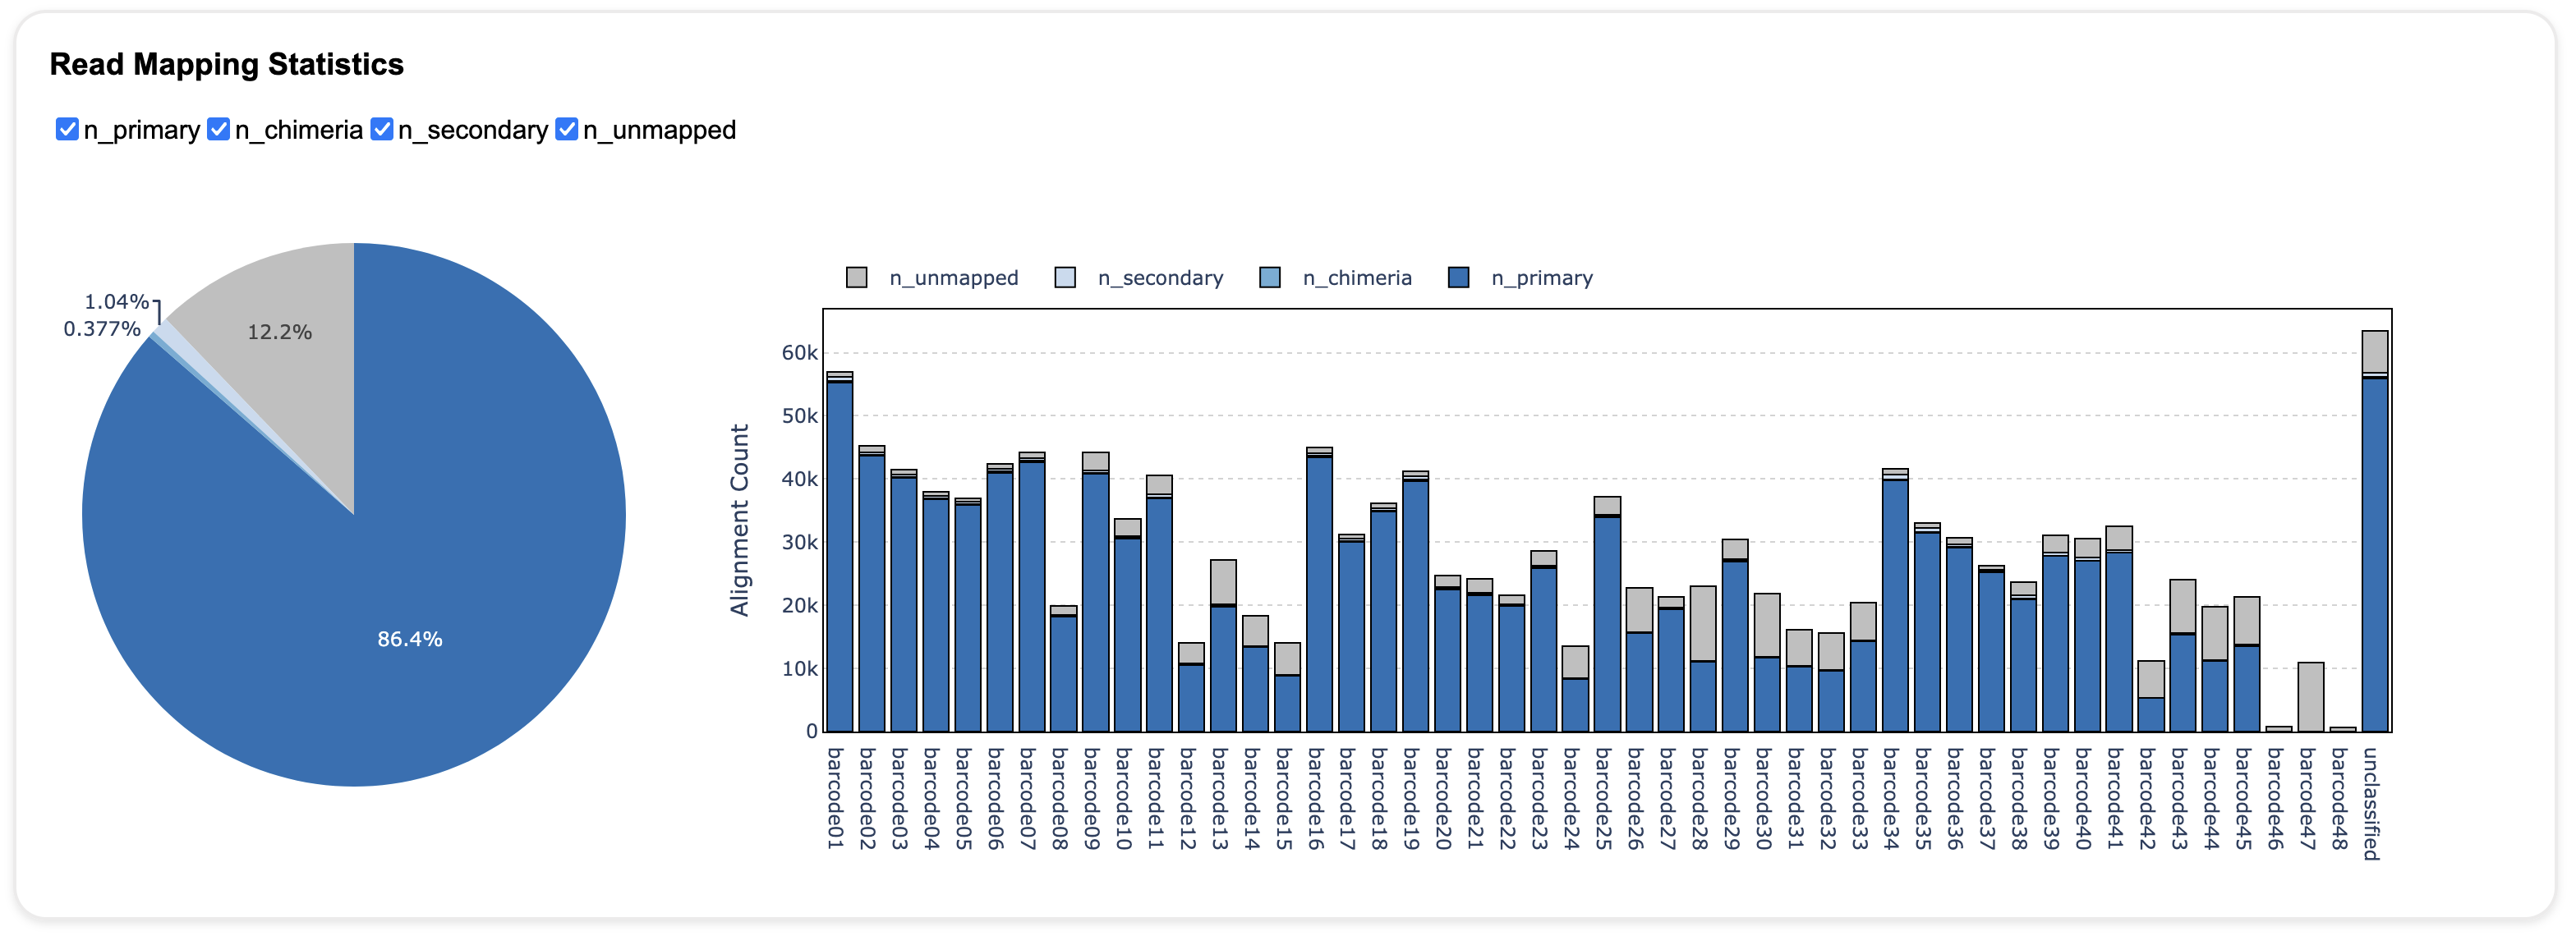 Read Mapping Statistics
n_primary n_chimeria n_secondary n_unmapped
1.04%
0.377%
12.2%
86.4%
n_unmapped n_secondary n_chimeria n_primary
Alignment Count
60k
50k
40k
30k
20k
10k
0
barcode01
barcode02
barcode03
barcode04
barcode05
barcode06
barcode07
barcode08
barcode09
barcode10
barcode11
barcode12
barcode13
barcode14
barcode15
barcode16
barcode17
barcode18
barcode19
barcode20
barcode21
barcode22
barcode23
barcode24
barcode25
barcode26
barcode27
barcode28
barcode29
barcode30
barcode31
barcode32
barcode33
barcode34
barcode35
barcode36
barcode37
barcode38
barcode39
barcode40
barcode41
barcode42
barcode43
barcode44
barcode45
barcode46
barcode47
barcode48
unclassified